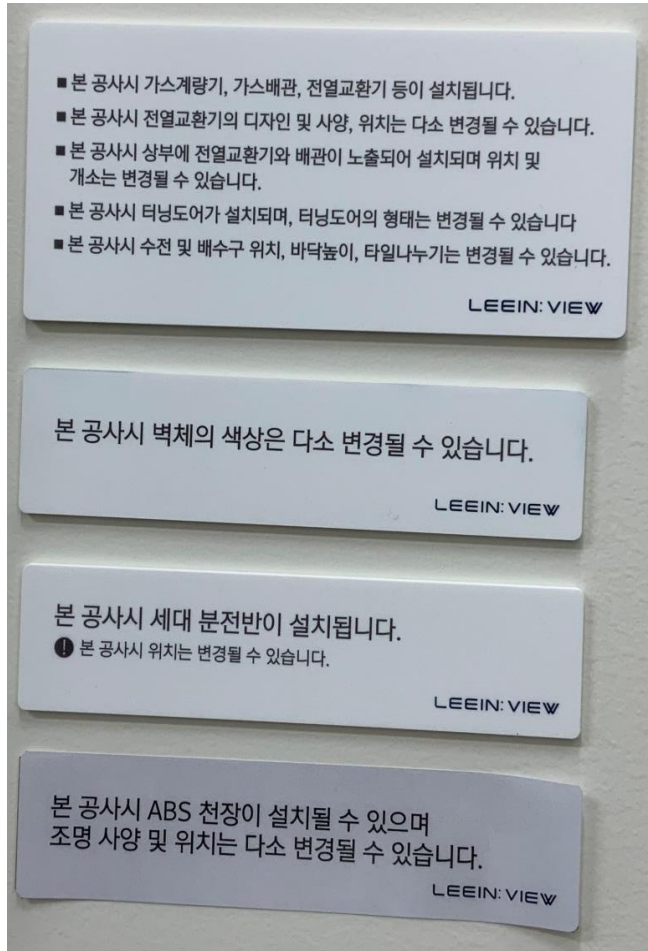 ■ 본 공사시 가스계량기, 가스배관, 전열교환기 등이 설치됩니다.
■ 본 공사시 전열교환기의 디자인 및 사양, 위치는 다소 변경될 수 있습니다.
■ 본 공사시 상부에 전열교환기와 배관이 노출되어 설치되며 위치 및
개소는 변경될 수 있습니다.
■ 본 공사시 터닝도어가 설치되며, 터닝도어의 형태는 변경될 수 있습니다
■ 본 공사시 수전 및 배수구 위치, 바닥높이, 타일나누기는 변경될 수 있습니다.
LEEIN:VIEW
본 공사시 벽체의 색상은 다소 변경될 수 있습니다.
LEEIN:VIEW
본 공사시 세대 분전반이 설치됩니다.
! 본 공사시 위치는 변경될 수 있습니다.
LEEIN:VIEW
본 공사시 ABS 천장이 설치될 수 있으며
조명 사양 및 위치는 다소 변경될 수 있습니다.
LEEIN:VIEW